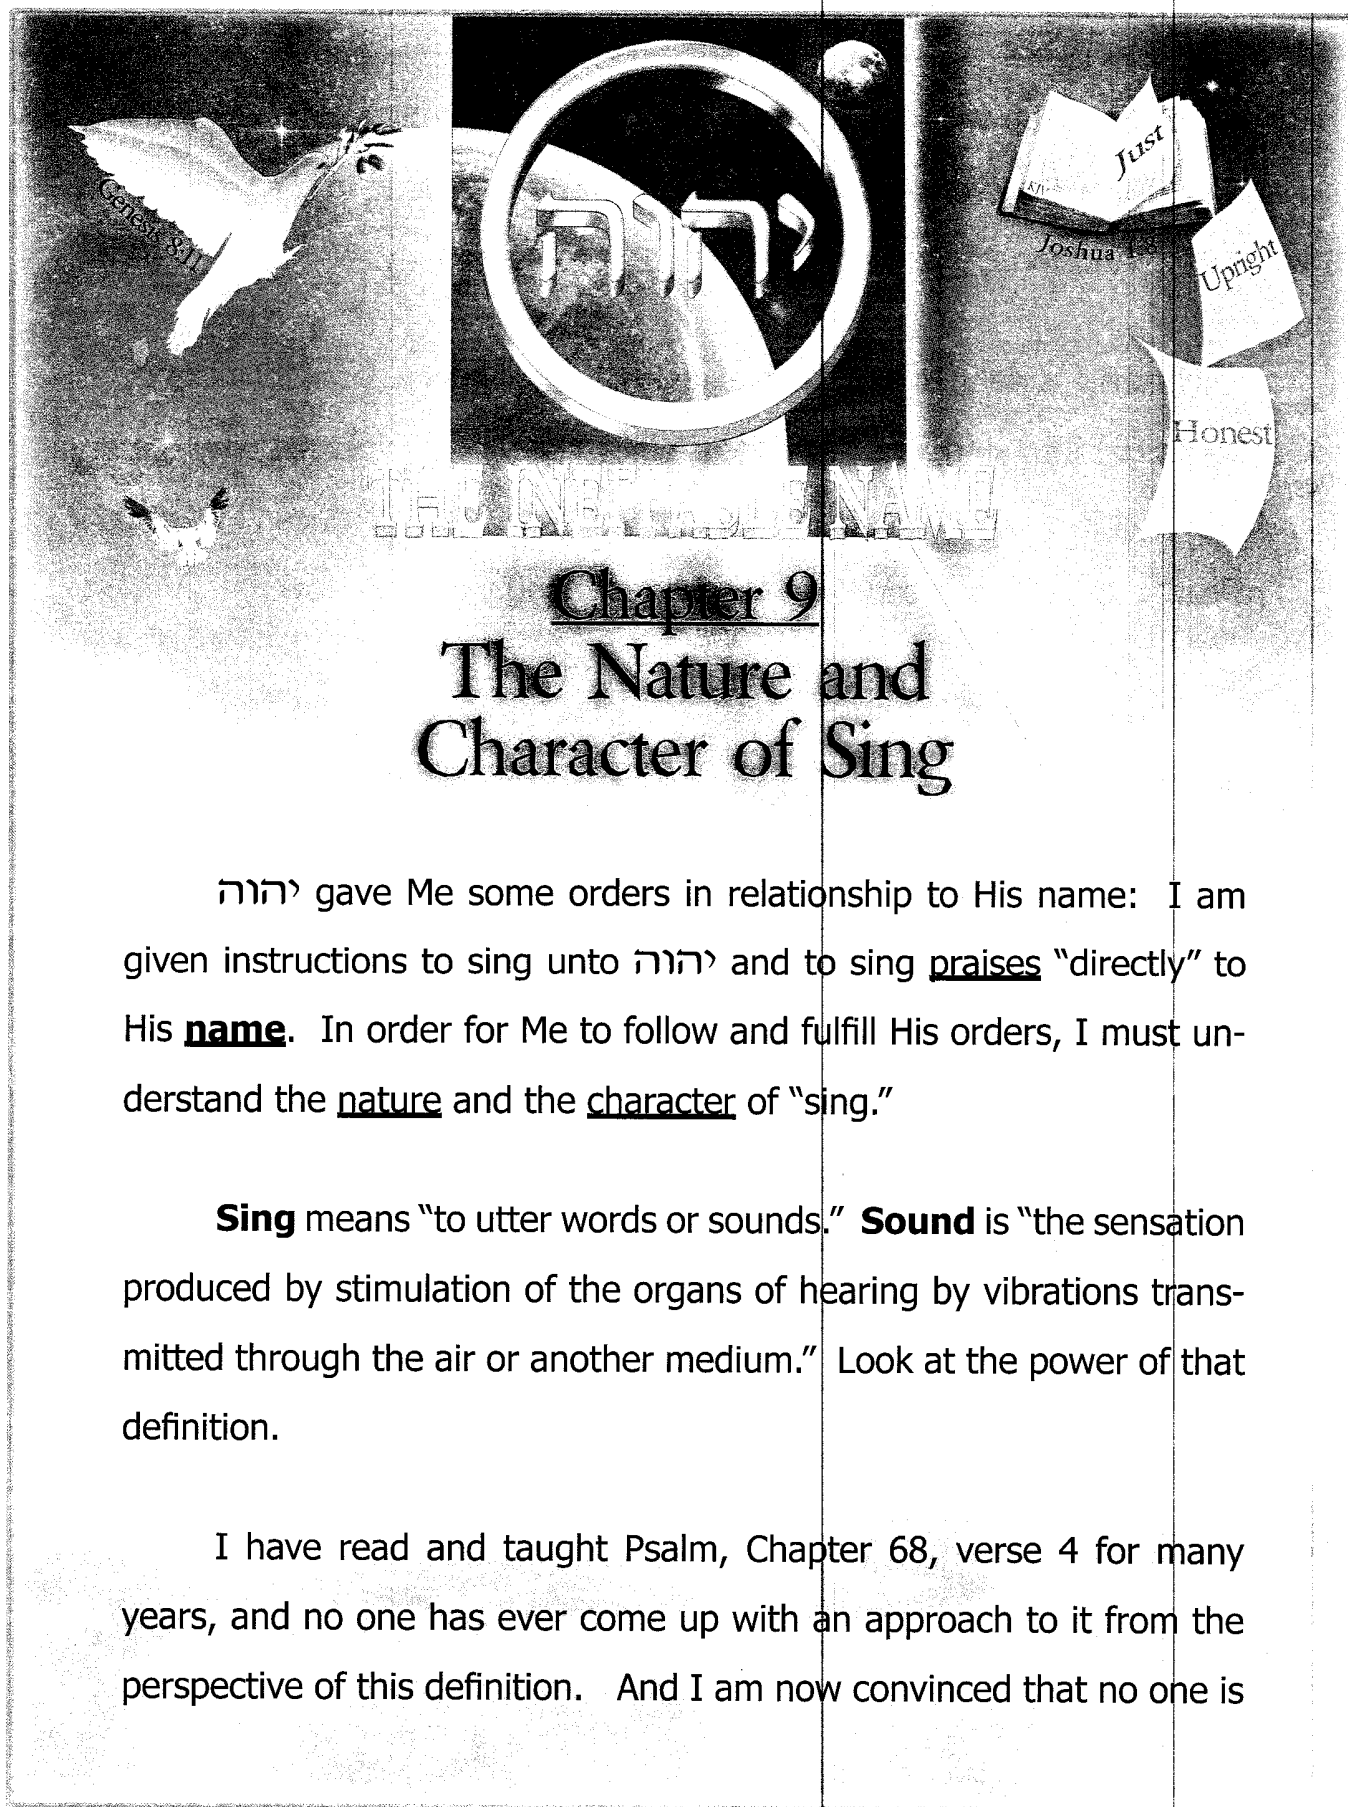 Genesis 8:11
יהוה
Just
KJV
Joshua 1:8
Upright
Honest
THE INEFFABLE NAME
Chapter 9
The Nature and
Character of Sing
יהוה gave Me some orders in relationship to His name: I am
given instructions to sing unto יהוה and to sing praises “directly” to
His name. In order for Me to follow and fulfill His orders, I must un-
derstand the nature and the character of “sing.”
Sing means “to utter words or sounds.” Sound is “the sensation
produced by stimulation of the organs of hearing by vibrations trans-
mitted through the air or another medium.” Look at the power of that
definition.
I have read and taught Psalm, Chapter 68, verse 4 for many
years, and no one has ever come up with an approach to it from the
perspective of this definition. And I am now convinced that no one is